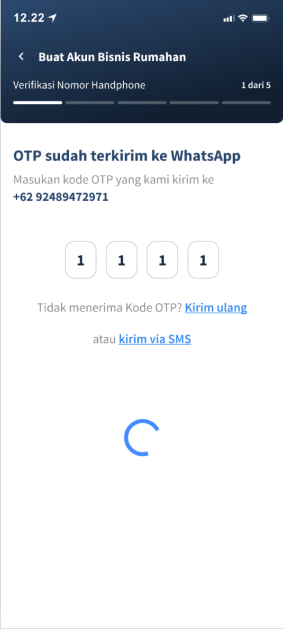 12.22
Buat Akun Bisnis Rumahan
Verifikasi Nomor Handphone 1 dari 5
OTP sudah terkirim ke WhatsApp
Masukan kode OTP yang kami kirim ke
+62 92489472971
1 1 1 1
Tidak menerima Kode OTP? Kirim ulang
atau kirim via SMS